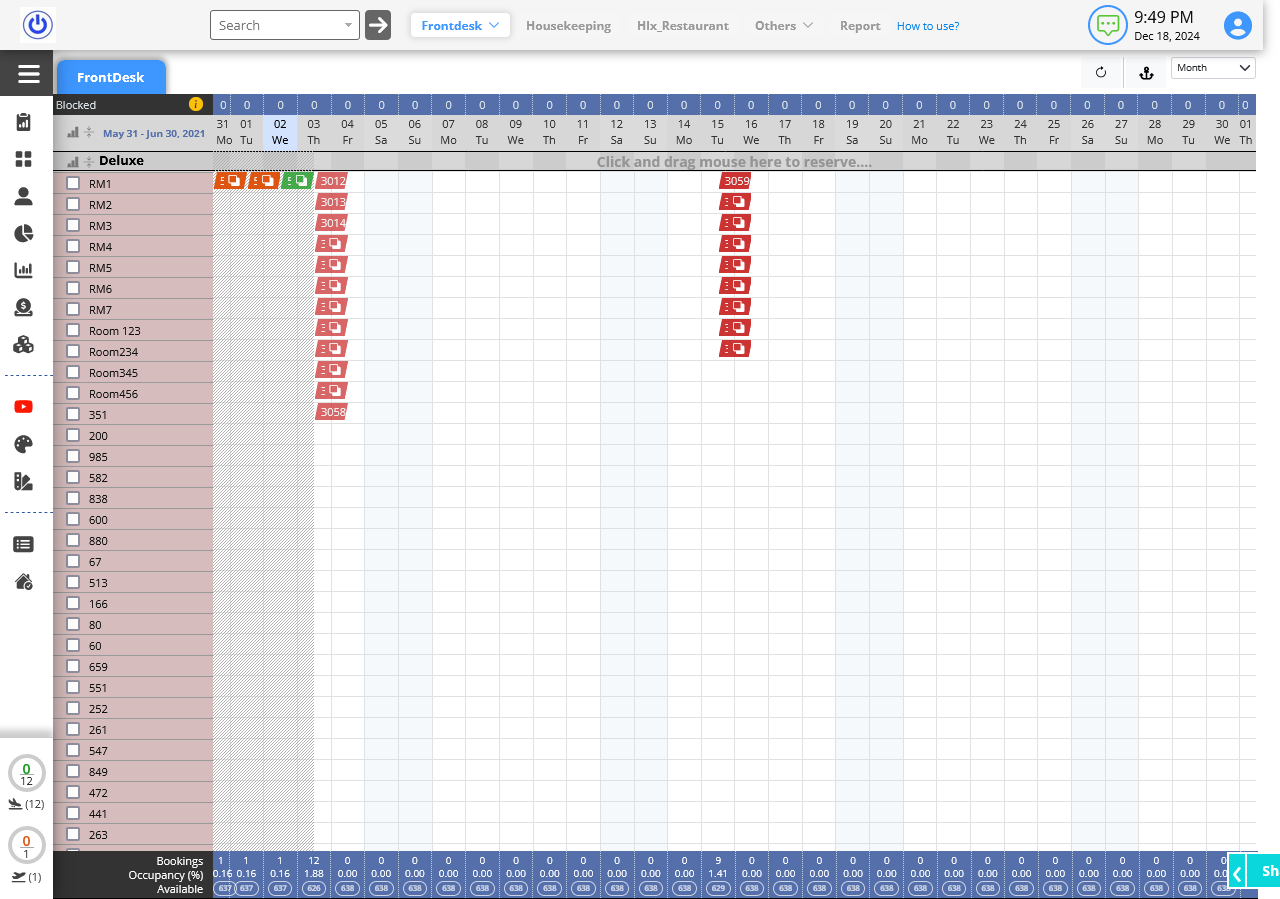 Search
Frontdesk Housekeeping Hlx_Restaurant Others Report How to use?
9:49 PM
Dec 18, 2024
FrontDesk
Month
Blocked 0 0 0 0 0 0 0 0 0 0 0 0 0 0 0 0 0 0 0 0 0 0 0 0 0 0 0 0 0 0 0 0
31 01 02 03 04 05 06 07 08 09 10 11 12 13 14 15 16 17 18 19 20 21 22 23 24 25 26 27 28 29 30 01
May 31 - Jun 30, 2021
Mo Tu We Th Fr Sa Su Mo Tu We Th Fr Sa Su Mo Tu We Th Fr Sa Su Mo Tu We Th Fr Sa Su Mo Tu We Th
Deluxe Click and drag mouse here to reserve....
RM1 3012 3059
RM2 3013
RM3 3014
RM4
RM5
RM6
RM7
Room 123
Room234
Room345
Room456
351 3058
200
985
582
838
600
880
67
513
166
80
60
659
551
252
261
547
849
472
441
263
0
12
(12)
0
1
(1)
Bookings 1 1 1 12 0 0 0 0 0 0 0 0 0 0 0 9 0 0 0 0 0 0 0 0 0 0 0 0 0 0 0
Occupancy (%) 0.16 0.16 0.16 1.88 0.00 0.00 0.00 0.00 0.00 0.00 0.00 0.00 0.00 0.00 0.00 1.41 0.00 0.00 0.00 0.00 0.00 0.00 0.00 0.00 0.00 0.00 0.00 0.00 0.00 0.00
Available 637 637 637 626 638 638 638 638 638 638 638 638 638 638 638 629 638 638 638 638 638 638 638 638 638 638 638 638 638 638
Sh